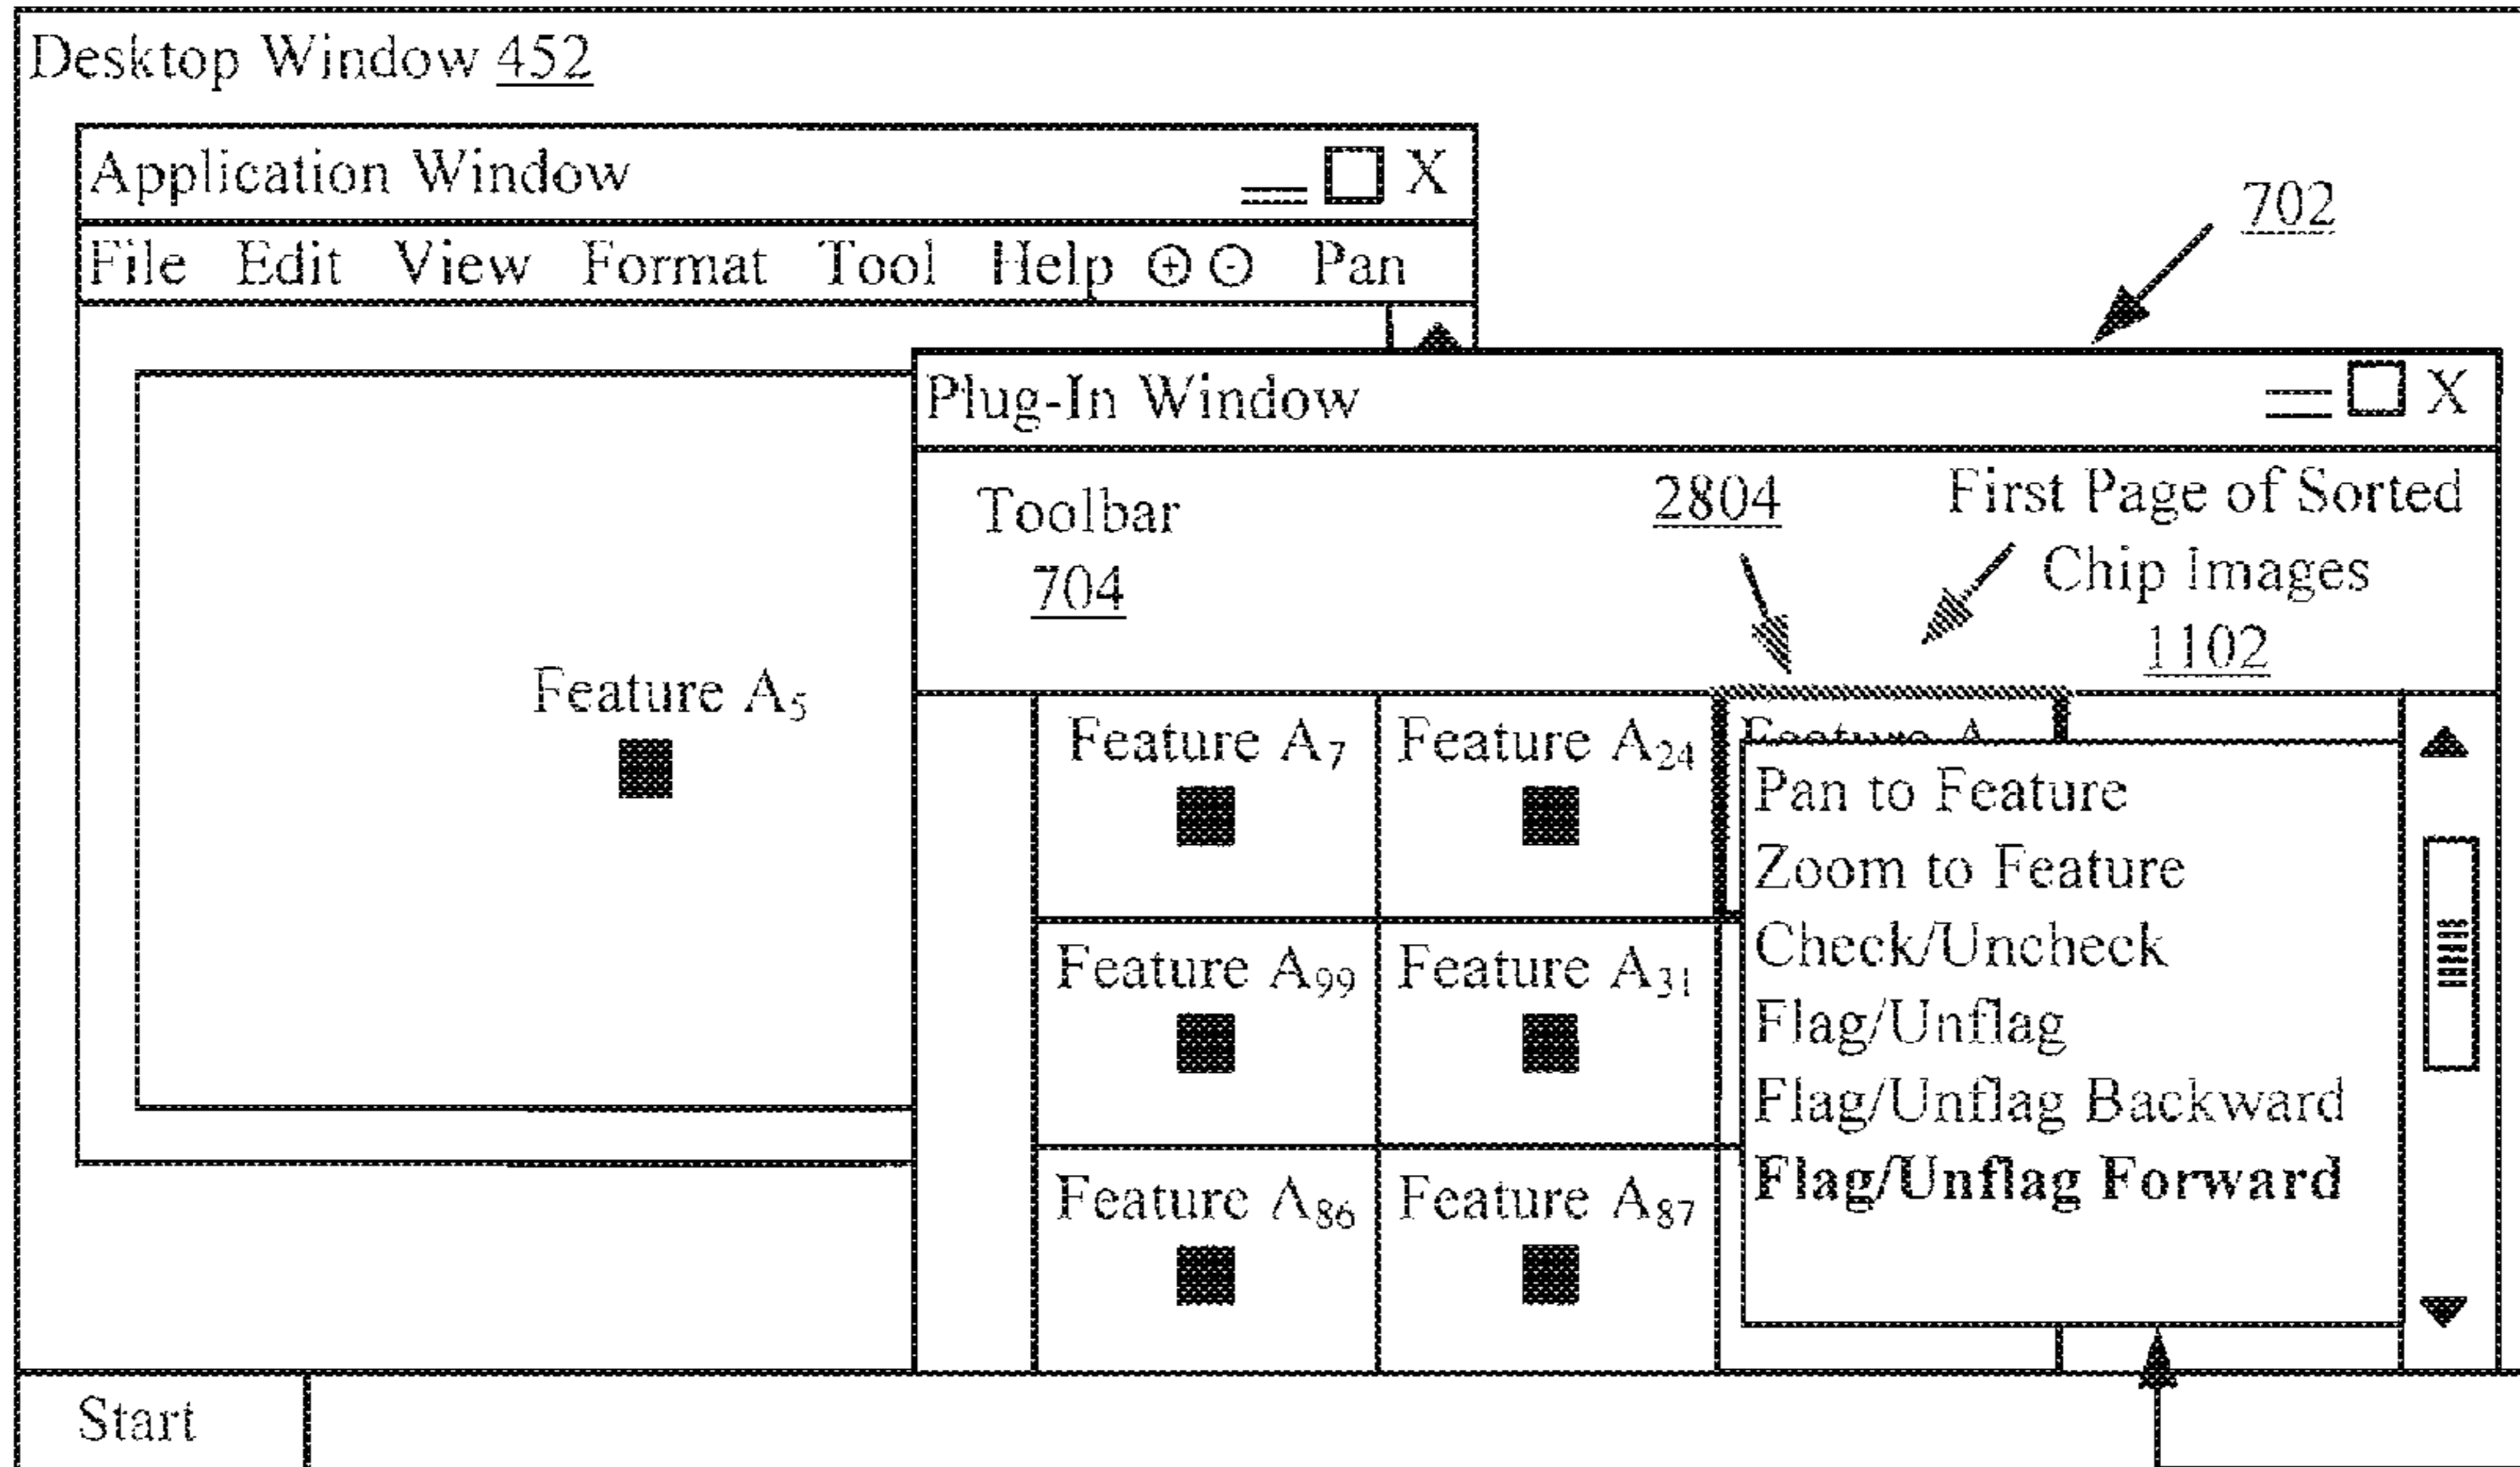 Desktop Window 452
Application Window X
File Edit View Format Tool Help + - Pan
702
Plug-In Window X
Toolbar
704
2804
First Page of Sorted
Chip Images
1102
Feature A5
Feature A7 Feature A24 Feature A
Feature A99 Feature A31
Feature A86 Feature A87
Pan to Feature
Zoom to Feature
Check/Uncheck
Flag/Unflag
Flag/Unflag Backward
Flag/Unflag Forward
Start